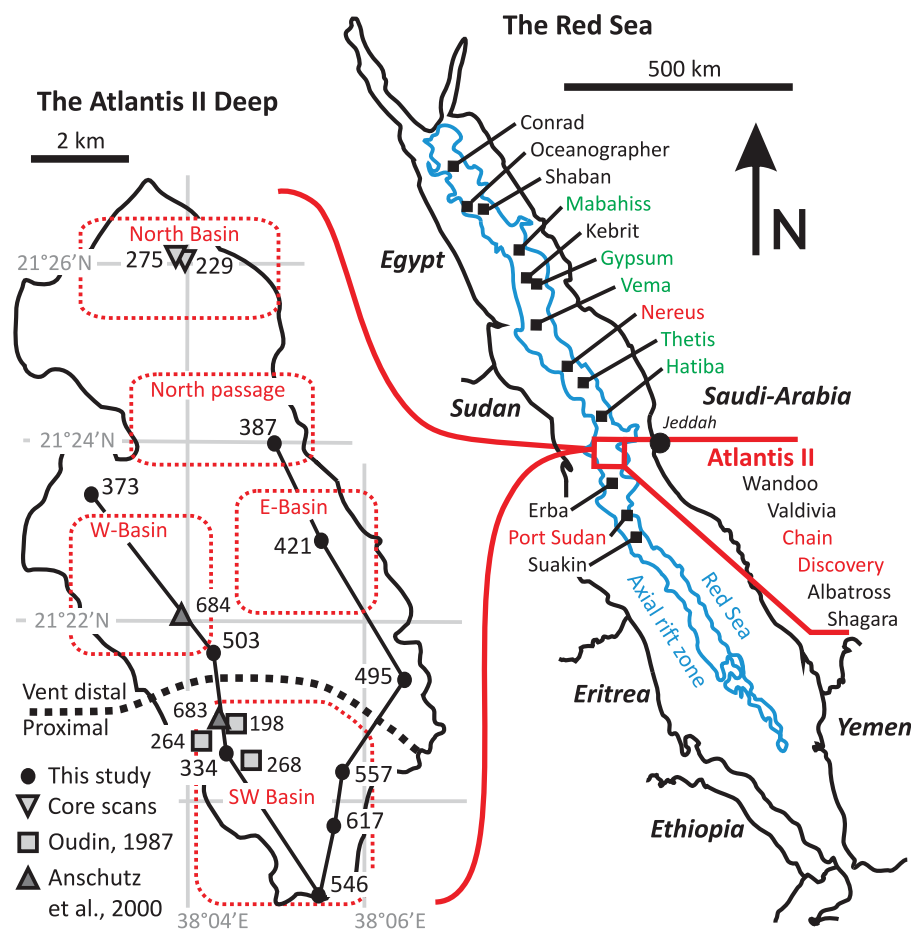 The Red Sea
500 km
The Atlantis II Deep
2 km
N
Conrad
Oceanographer
Shaban
Mabahiss
Kebrit
Gypsum
Vema
Nereus
Thetis
Hatiba
Egypt
Sudan
Saudi-Arabia
Jeddah
Atlantis II
Wandoo
Valdivia
Chain
Discovery
Albatross
Shagara
Erba
Port Sudan
Suakin
Axial rift zone
Red Sea
Eritrea
Yemen
Ethiopia
North Basin
275
229
21°26′N
North passage
387
21°24′N
373
W-Basin
E-Basin
421
684
21°22′N
503
Vent distal
Proximal
495
683
198
264
334
268
557
SW Basin
617
546
This study
Core scans
Oudin, 1987
Anschutz
et al., 2000
38°04′E
38°06′E